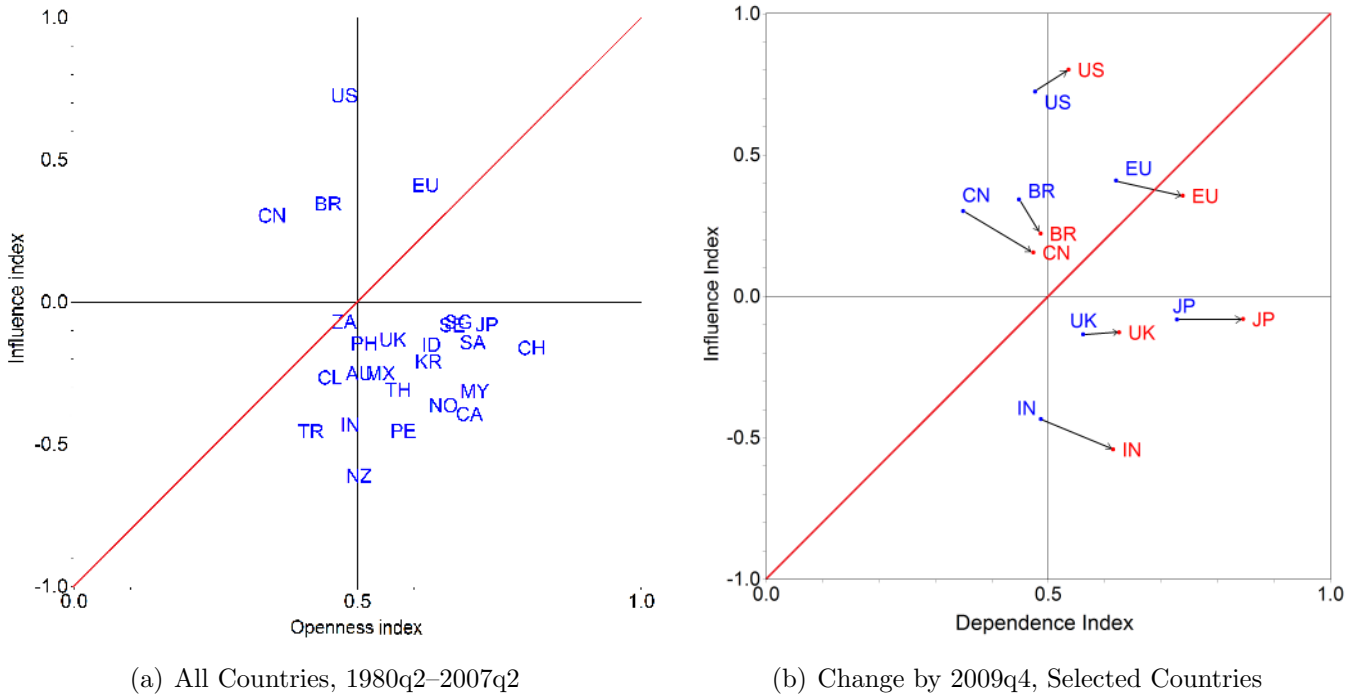 1.0
US
0.5
EU
CN
BR
0.0
ZA
SE
SG
JP
PH
UK
ID
SA
CH
KR
CL
AU
MX
TH
MY
NO
CA
-0.5
TR
IN
PE
NZ
-1.0
0.0
0.5
1.0
Influence index
Openness index
(a) All Countries, 1980q2–2007q2
1.0
US
US
0.5
EU
CN
BR
EU
BR
CN
0.0
JP
UK
JP
UK
IN
-0.5
IN
-1.0
0.0
0.5
1.0
Influence Index
Dependence Index
(b) Change by 2009q4, Selected Countries